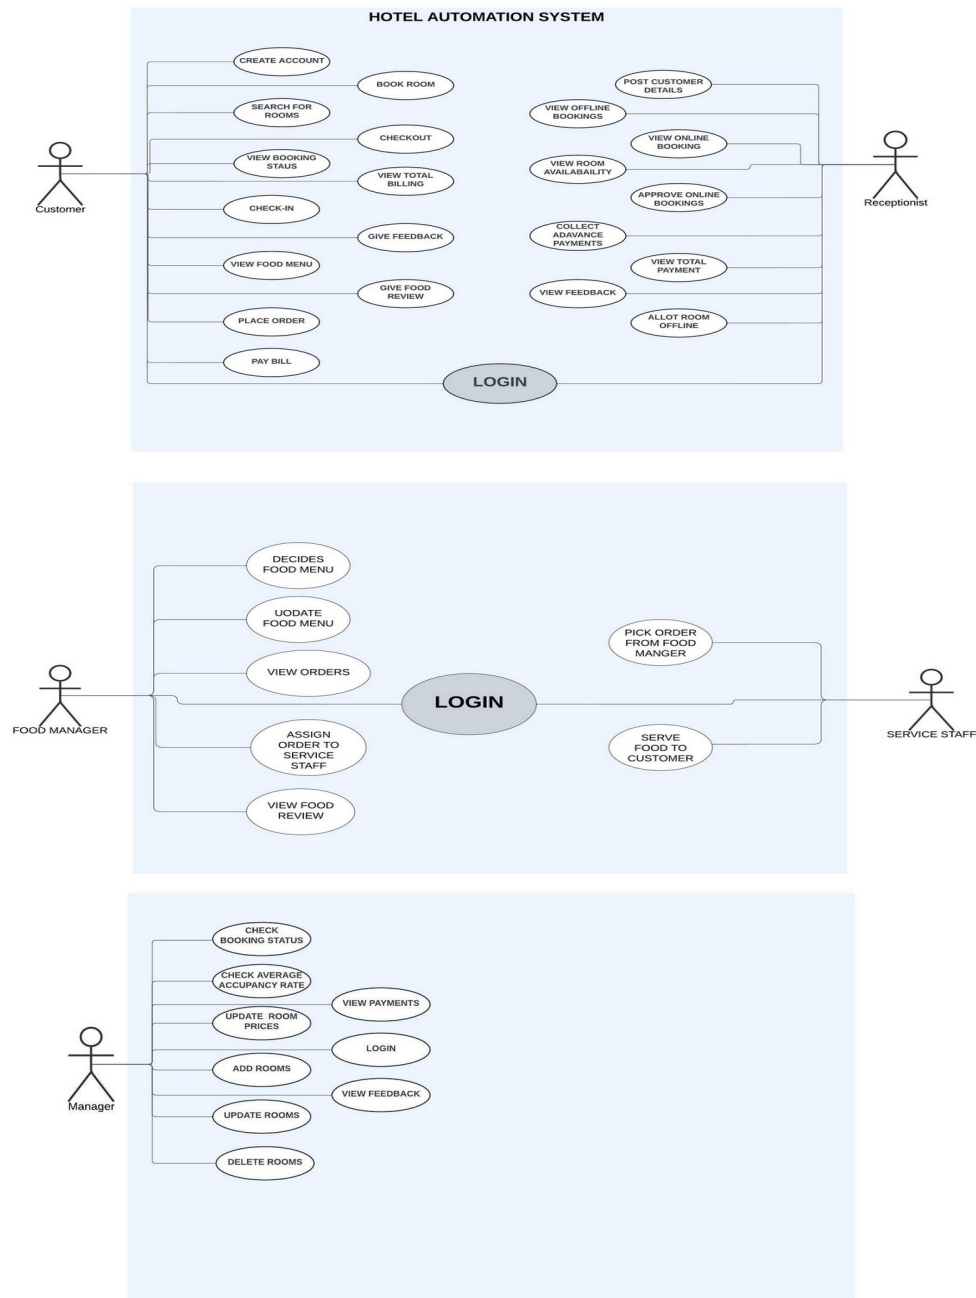 HOTEL AUTOMATION SYSTEM
CREATE ACCOUNT
BOOK ROOM
SEARCH FOR
ROOMS
CHECKOUT
VIEW BOOKING
STAUS
VIEW TOTAL
BILLING
CHECK-IN
GIVE FEEDBACK
VIEW FOOD MENU
GIVE FOOD
REVIEW
PLACE ORDER
PAY BILL
Customer
POST CUSTOMER
DETAILS
VIEW OFFLINE
BOOKINGS
VIEW ONLINE
BOOKING
VIEW ROOM
AVAILABAILITY
APPROVE ONLINE
BOOKINGS
COLLECT
ADAVANCE
PAYMENTS
VIEW TOTAL
PAYMENT
VIEW FEEDBACK
ALLOT ROOM
OFFLINE
Receptionist
LOGIN
DECIDES
FOOD MENU
UODATE
FOOD MENU
VIEW ORDERS
ASSIGN
ORDER TO
SERVICE
STAFF
VIEW FOOD
REVIEW
FOOD MANAGER
LOGIN
PICK ORDER
FROM FOOD
MANGER
SERVE
FOOD TO
CUSTOMER
SERVICE STAFF
CHECK
BOOKING STATUS
CHECK AVERAGE
ACCUPANCY RATE
VIEW PAYMENTS
UPDATE ROOM
PRICES
LOGIN
ADD ROOMS
VIEW FEEDBACK
UPDATE ROOMS
DELETE ROOMS
Manager